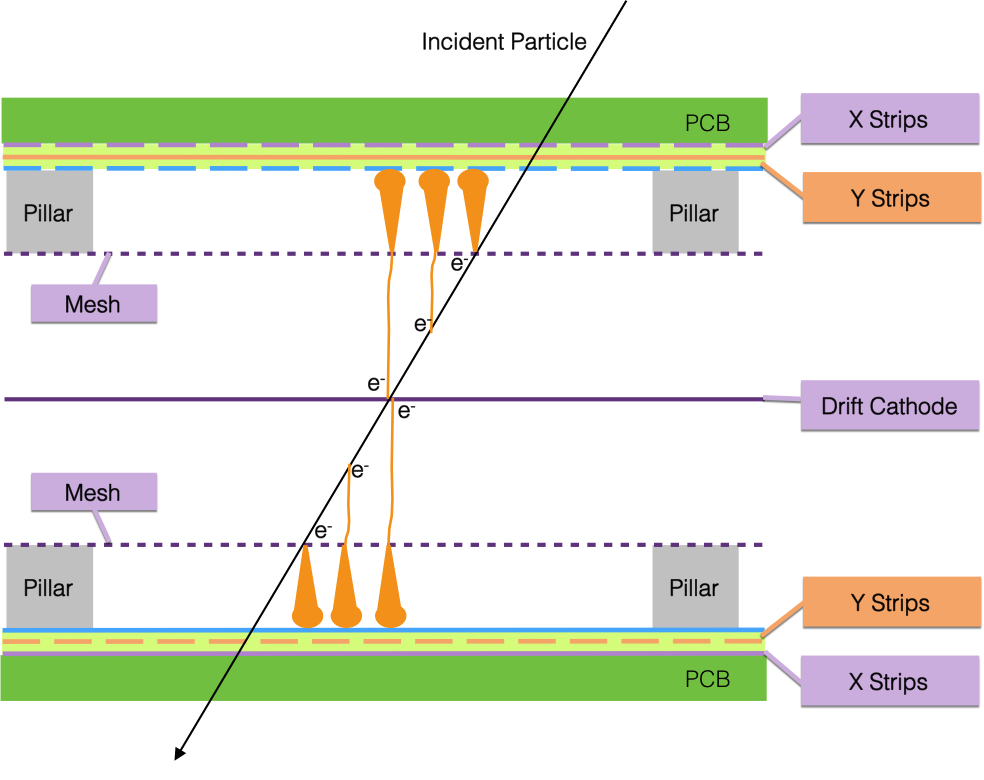 Incident Particle
PCB
X Strips
Y Strips
Pillar
Pillar
e-
Mesh
e-
e-
e-
Drift Cathode
e-
Mesh
e-
Pillar
Pillar
Y Strips
PCB
X Strips